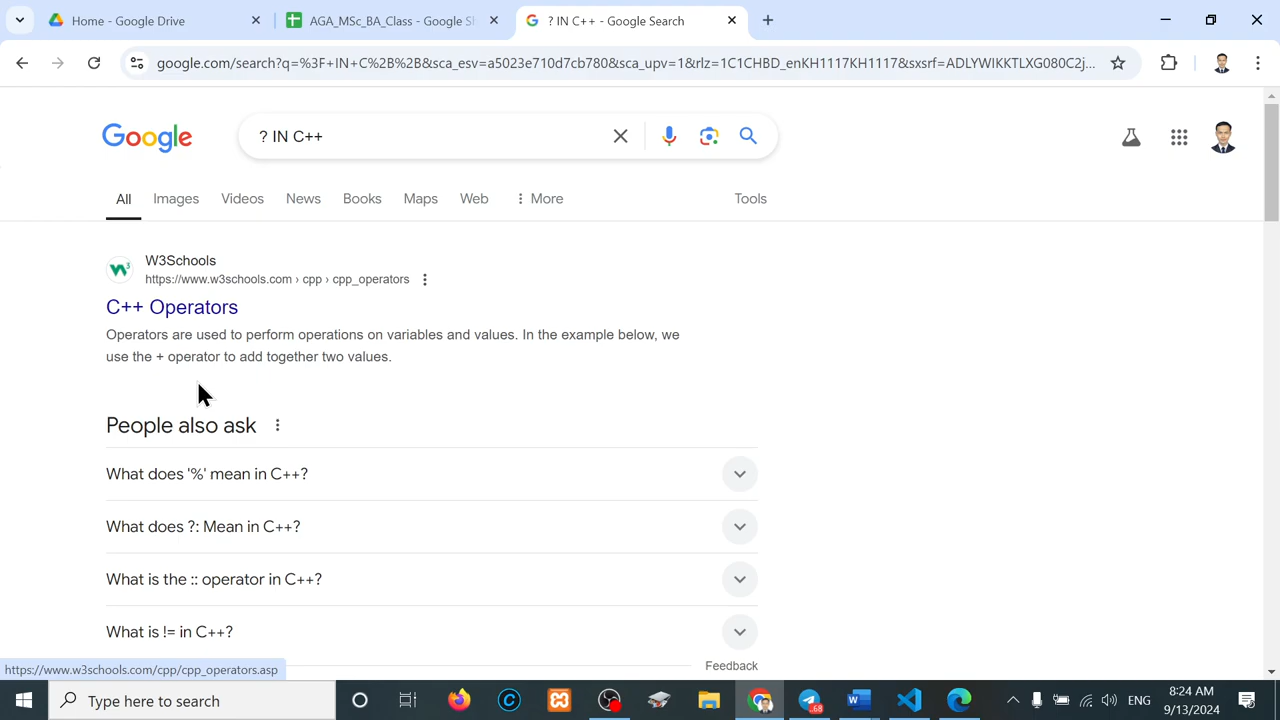 Home - Google Drive
AGA_MSc_BA_Class - Google Sh
? IN C++ - Google Search
google.com/search?q=%3F+IN+C%2B%2B&sca_esv=a5023e710d7cb780&sca_upv=1&rlz=1C1CHBD_enKH1117KH1117&sxsrf=ADLYWIKKTLXG080C2j...
Google
? IN C++
All
Images
Videos
News
Books
Maps
Web
More
Tools
W3Schools
https://www.w3schools.com › cpp › cpp_operators
C++ Operators
Operators are used to perform operations on variables and values. In the example below, we
use the + operator to add together two values.
People also ask
What does '%' mean in C++?
What does ?: Mean in C++?
What is the :: operator in C++?
What is != in C++?
Feedback
https://www.w3schools.com/cpp/cpp_operators.asp
Type here to search
.68
ENG
8:24 AM
9/13/2024